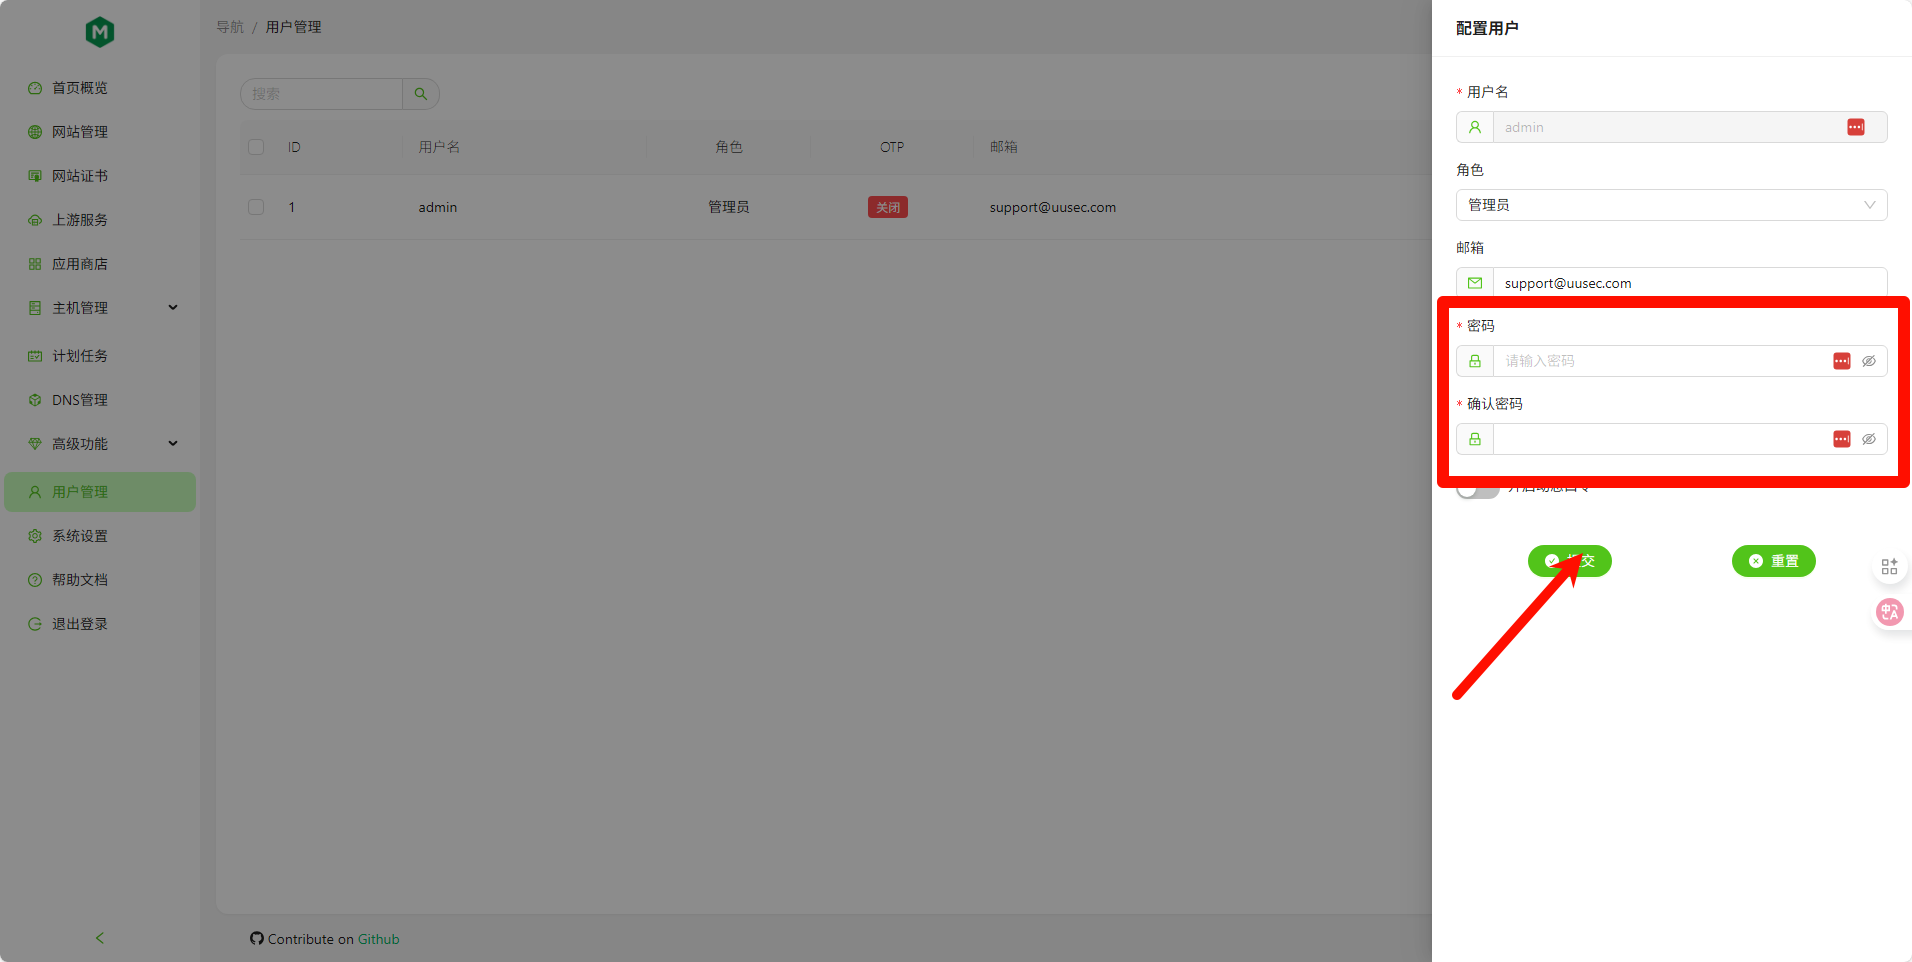 M
首页概览
网站管理
网站证书
上游服务
应用商店
主机管理
计划任务
DNS管理
高级功能
用户管理
系统设置
帮助文档
退出登录
导航 / 用户管理
搜索
ID 用户名 角色 OTP 邮箱
1 admin 管理员 关闭 support@uusec.com
Contribute on Github
配置用户
* 用户名
admin
角色
管理员
邮箱
support@uusec.com
* 密码
请输入密码
* 确认密码
交
重置